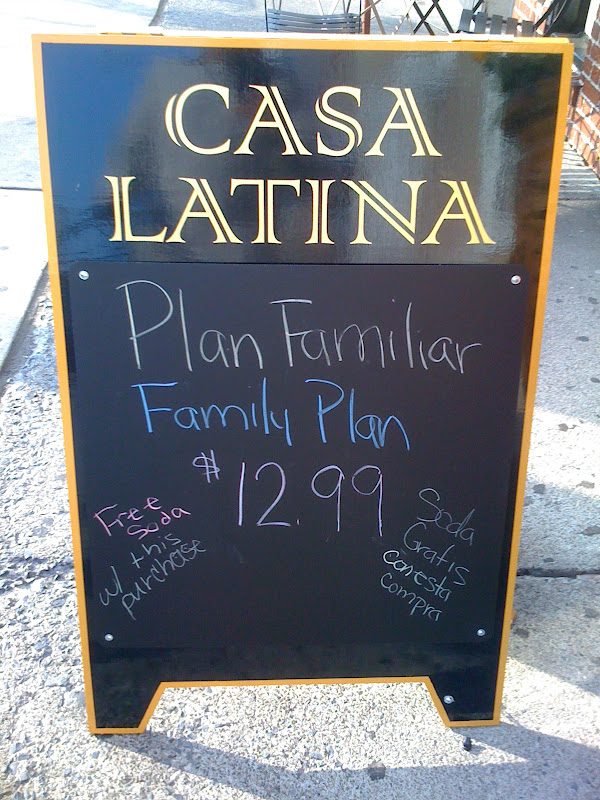 CASA
LATINA
Plan Familiar
Family Plan
$12.99
Free
Soda
w/ this
purchase
Soda
Gratis
con esta
compra